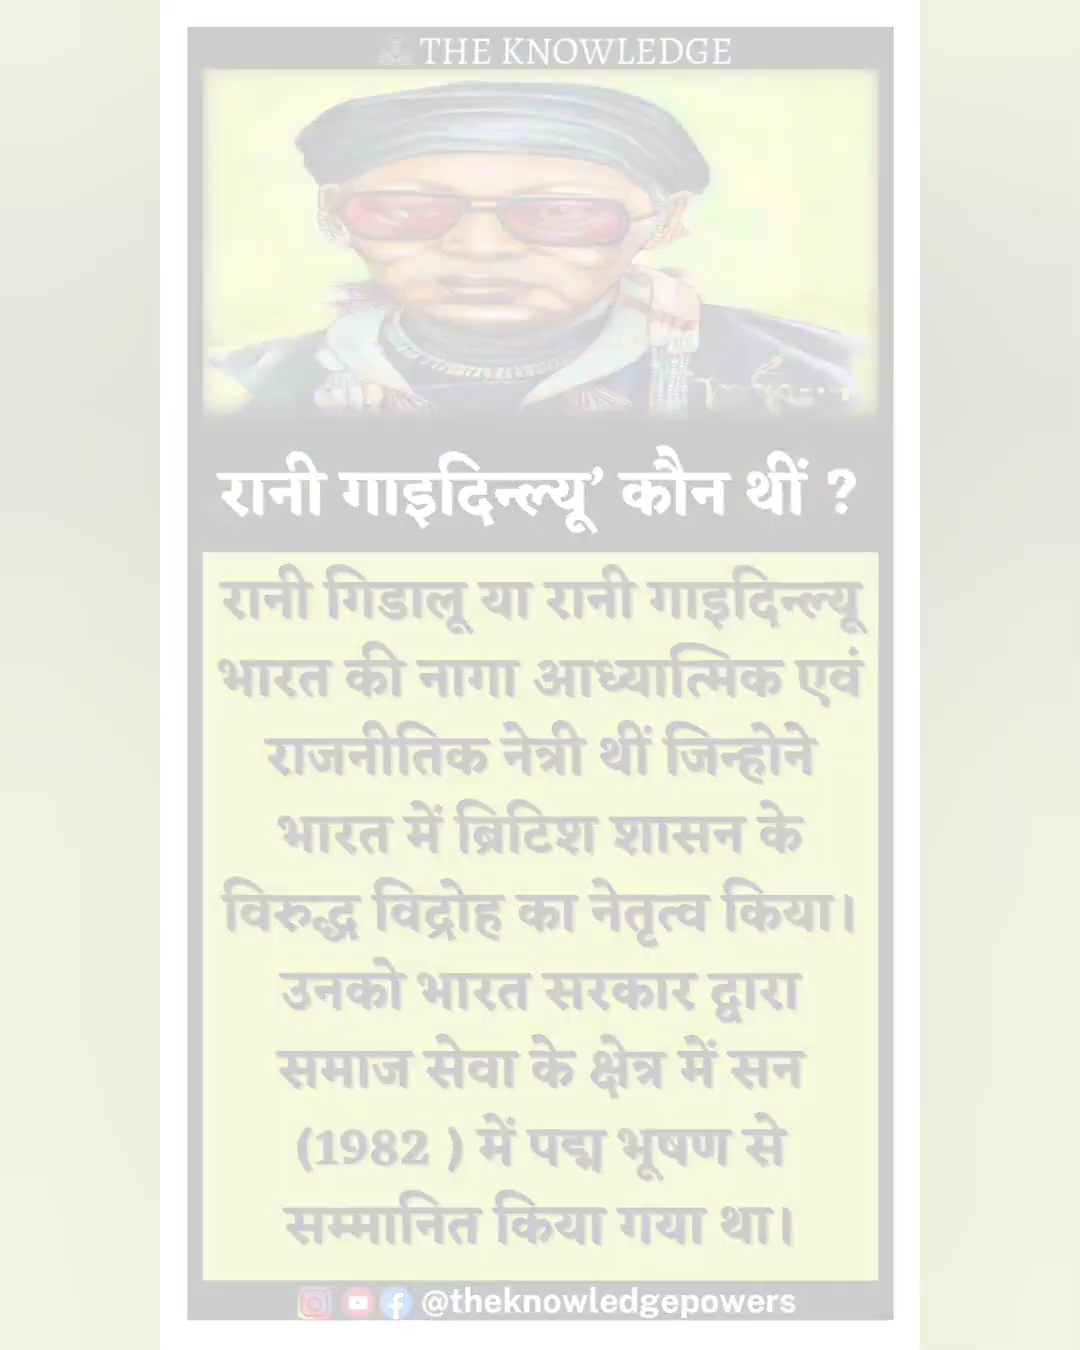 THE KNOWLEDGE
रानी गाइदिन्ल्यू’ कौन थीं ?
रानी गिडालू या रानी गाइदिन्ल्यू
भारत की नागा आध्यात्मिक एवं
राजनीतिक नेत्री थीं जिन्होने
भारत में ब्रिटिश शासन के
विरुद्ध विद्रोह का नेतृत्व किया।
उनको भारत सरकार द्वारा
समाज सेवा के क्षेत्र में सन
(1982 ) में पद्म भूषण से
सम्मानित किया गया था।
@theknowledgepowers